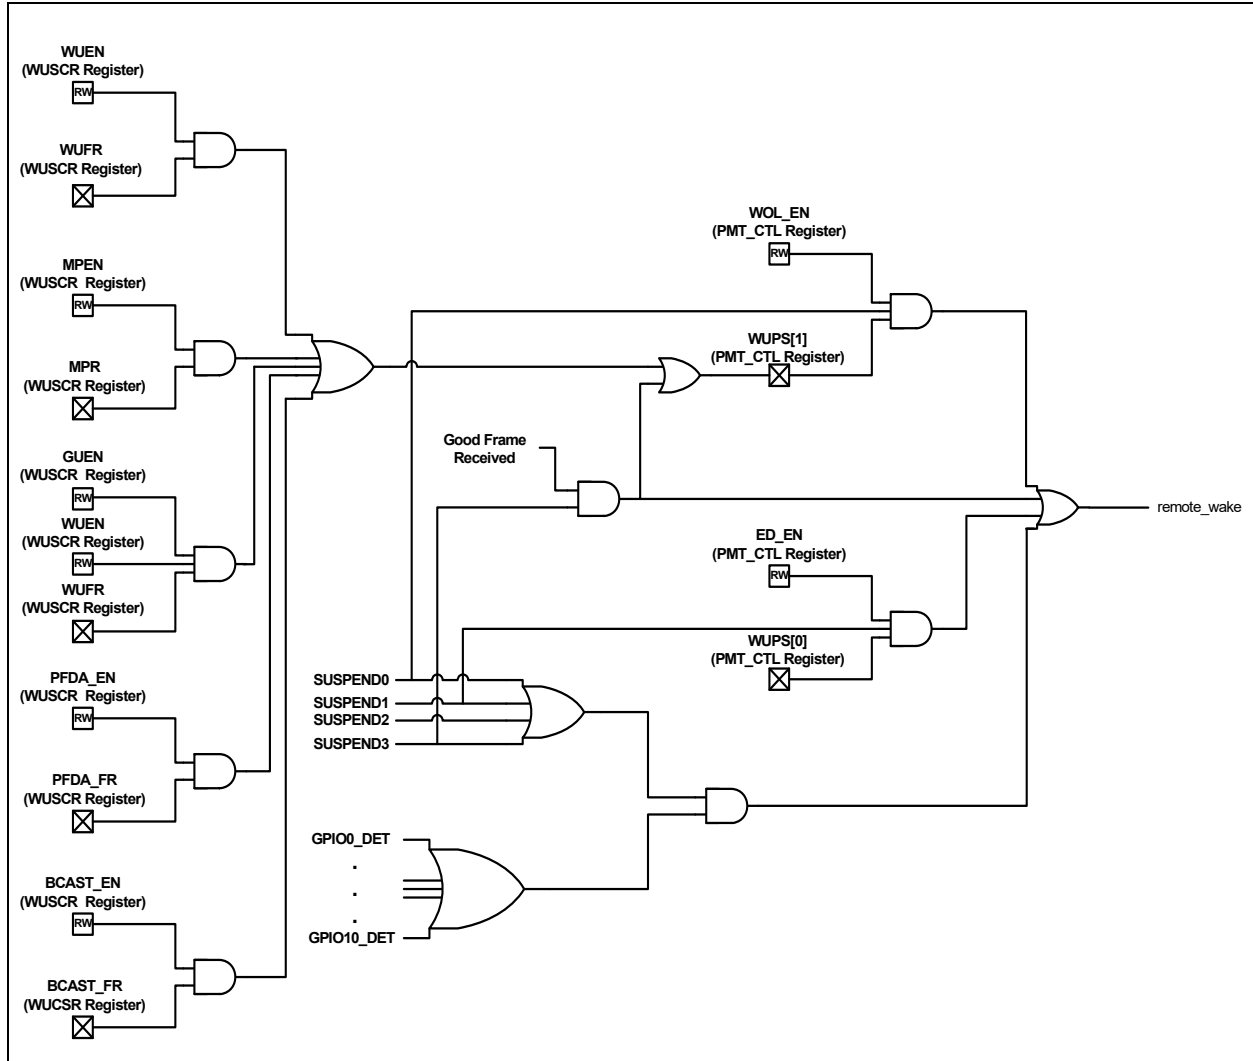 WUEN
(WUSCR Register)
RW
WUFR
(WUSCR Register)
MPEN
(WUSCR Register)
RW
MPR
(WUSCR Register)
GUEN
(WUSCR Register)
RW
WUEN
(WUSCR Register)
RW
WUFR
(WUSCR Register)
PFDA_EN
(WUSCR Register)
RW
PFDA_FR
(WUSCR Register)
BCAST_EN
(WUSCR Register)
RW
BCAST_FR
(WUCSR Register)
Good Frame
Received
SUSPEND0
SUSPEND1
SUSPEND2
SUSPEND3
GPIO0_DET
.
.
.
GPIO10_DET
WOL_EN
(PMT_CTL Register)
RW
WUPS[1]
(PMT_CTL Register)
ED_EN
(PMT_CTL Register)
RW
WUPS[0]
(PMT_CTL Register)
remote_wake